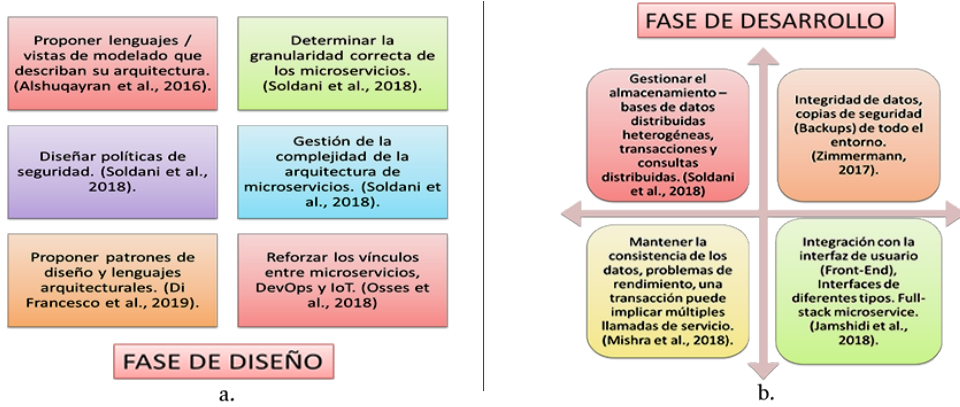 Proponer lenguajes /
vistas de modelado que
describan su arquitectura.
(Alshuqayran et al., 2016).
Determinar la
granularidad correcta de
los microservicios.
(Soldani et al., 2018).
Diseñar políticas de
seguridad. (Soldani et al.,
2018).
Gestión de la
complejidad de la
arquitectura de
microservicios. (Soldani et
al., 2018).
Proponer patrones de
diseño y lenguajes
arquitecturales. (Di
Francesco et al., 2019).
Reforzar los vínculos
entre microservicios,
DevOps y IoT. (Osses et
al., 2018)
FASE DE DISEÑO
a.
FASE DE DESARROLLO
Gestionar el
almacenamiento –
bases de datos
distribuidas
heterogéneas,
transacciones y
consultas
distribuidas. (Soldani
et al., 2018)
Integridad de datos,
copias de seguridad
(Backups) de todo el
entorno.
(Zimmermann,
2017).
Mantener la
consistencia de los
datos, problemas de
rendimiento, una
transacción puede
implicar múltiples
llamadas de servicio.
(Mishra et al., 2018).
Integración con la
interfaz de usuario
(Front-End),
Interfaces de
diferentes tipos. Full-
stack microservice.
(Jamshidi et al.,
2018).
b.